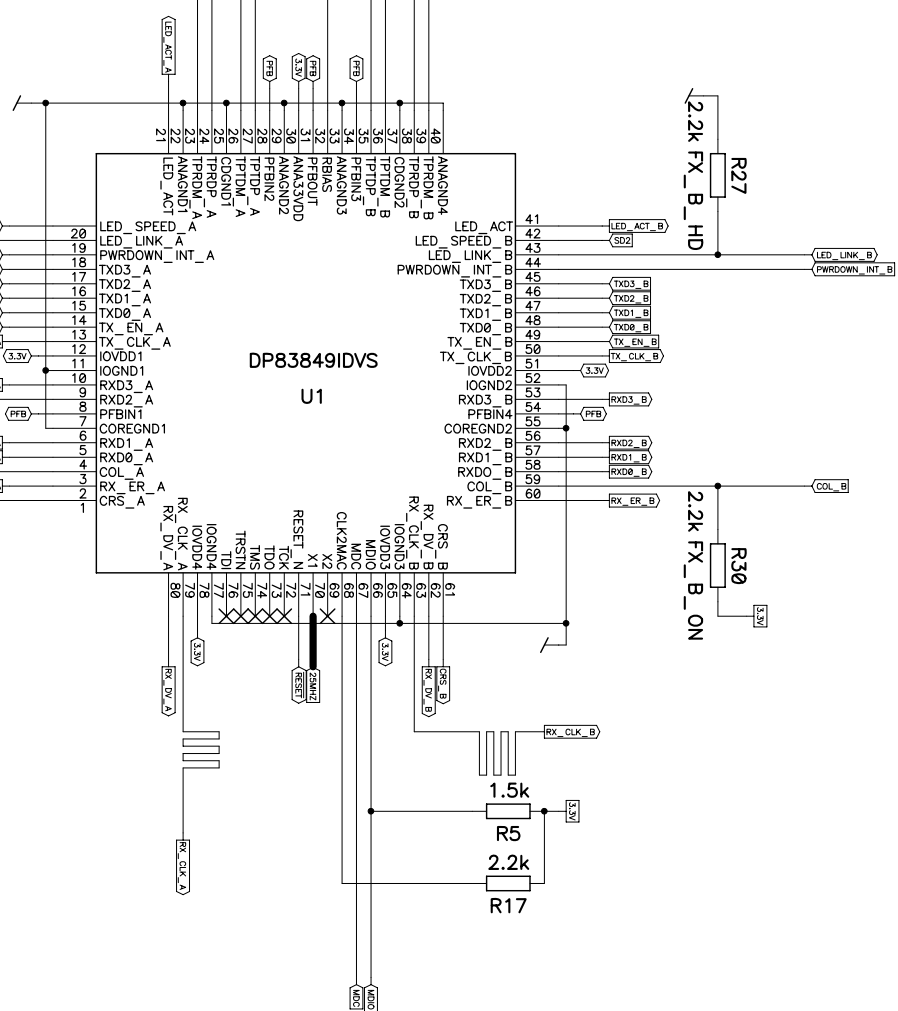 LED_ACT_A
PFB
3.3V
PFB
PFB
21
22
23
24
25
26
27
28
29
30
31
32
33
34
35
36
37
38
39
40
LED_ACT
ANAGND1
TPRDM_A
TPRDP_A
CDGND1
TPTDM_A
TPTDP_A
PFBIN2
ANAGND2
ANA33VDD
PFBOUT
RBIAS
ANAGND3
PFBIN3
TPTDP_B
TPTDM_B
CDGND2
TPRDP_B
TPRDM_B
ANAGND4
2.2k FX_B_HD
R27
LED_SPEED_A
20
LED_LINK_A
19
PWRDOWN_INT_A
18
TXD3_A
17
TXD2_A
16
TXD1_A
15
TXD0_A
14
TX_EN_A
13
TX_CLK_A
3.3V
12
IOVDD1
11
IOGND1
10
RXD3_A
9
RXD2_A
PFB
8
PFBIN1
7
COREGND1
6
RXD1_A
5
RXD0_A
4
COL_A
3
RX_ER_A
2
CRS_A
1
DP83849IDVS
U1
LED_ACT
41
LED_ACT_B
LED_SPEED_B
42
SD2
LED_LINK_B
43
LED_LINK_B
PWRDOWN_INT_B
44
PWRDOWN_INT_B
TXD3_B
45
TXD3_B
TXD2_B
46
TXD2_B
TXD1_B
47
TXD1_B
TXD0_B
48
TXD0_B
TX_EN_B
49
TX_EN_B
TX_CLK_B
50
TX_CLK_B
IOVDD2
51
3.3V
IOGND2
52
RXD3_B
53
RXD3_B
PFBIN4
54
PFB
COREGND2
55
RXD2_B
56
RXD2_B
RXD1_B
57
RXD1_B
RXDO_B
58
RXD0_B
COL_B
59
COL_B
RX_ER_B
60
RX_ER_B
2.2k FX_B_ON
R30
3.3V
RX_DV_A
RX_CLK_A
IOVDD4
IOGND4
TDI
TRSTN
TMS
TDO
TCK
RESET_N
X1
X2
CLK2MAC
MDC
MDIO
IOVDD3
IOGND3
RX_CLK_B
RX_DV_B
CRS_B
80
79
78
77
76
75
74
73
72
71
70
69
68
67
66
65
64
63
62
61
3.3V
3.3V
RX_DV_A
RESET
25MHZ
RX_DV_B
CRS_B
RX_CLK_B
RX_CLK_A
1.5k
R5
3.3V
2.2k
R17
MDC
MDIO